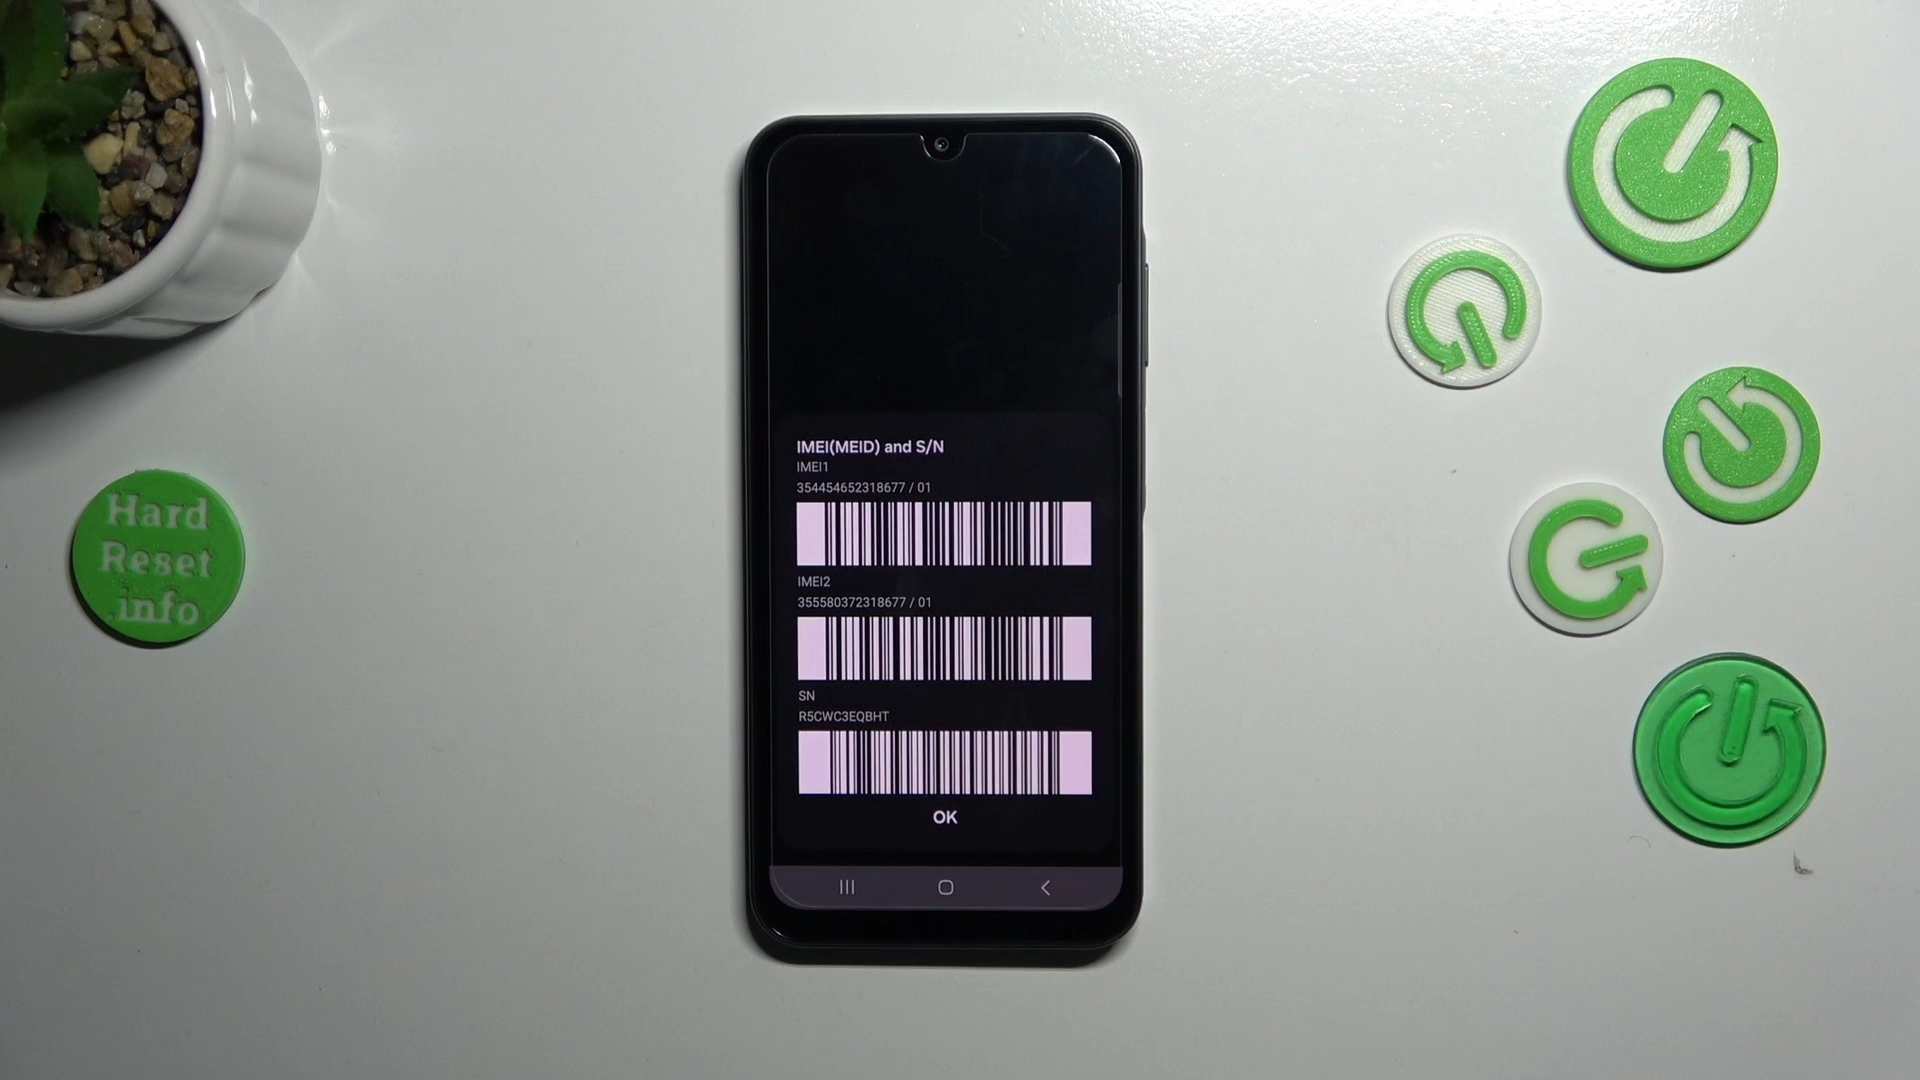 Hard
Reset
.info
IMEI(MEID) and S/N
IMEI1
354454652318677 / 01
IMEI2
355580372318677 / 01
SN
R5CWC3EQBHT
OK